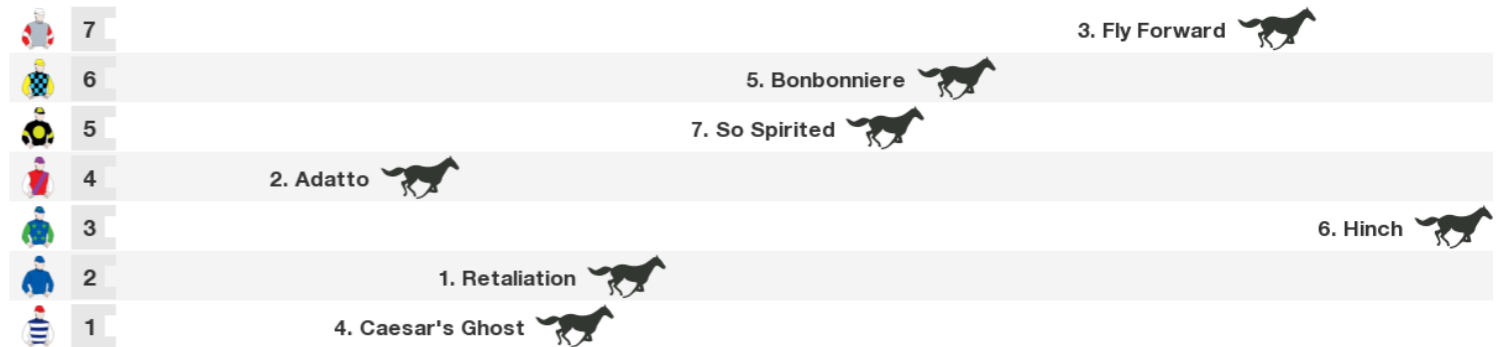 7 3. Fly Forward
6 5. Bonbonniere
5 7. So Spirited
4 2. Adatto
3 6. Hinch
2 1. Retaliation
1 4. Caesar's Ghost